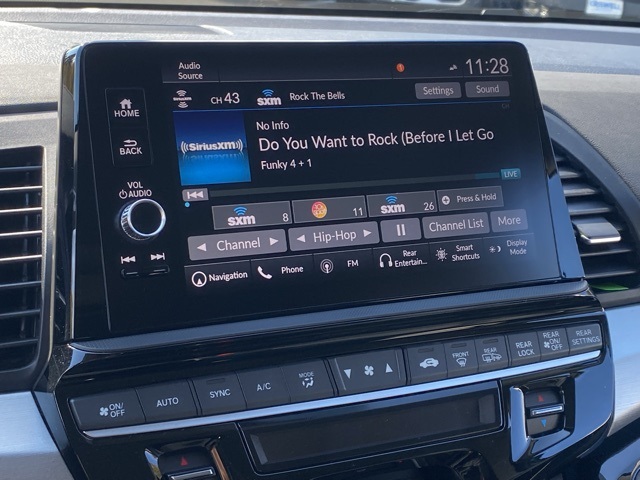 Audio
Source
11:28
CH 43
sxm
Rock The Bells
Settings
Sound
HOME
BACK
VOL
AUDIO
SiriusXM
No Info
Do You Want to Rock (Before I Let Go
Funky 4 + 1
LIVE
sxm 8
11
sxm 26
Press & Hold
Channel
Hip-Hop
Channel List
More
Navigation
Phone
FM
Rear
Entertain...
Smart
Shortcuts
Display
Mode
ON/
OFF
AUTO
SYNC
A/C
MODE
FRONT
REAR
REAR
LOCK
REAR
ON/
OFF
REAR
SETTINGS